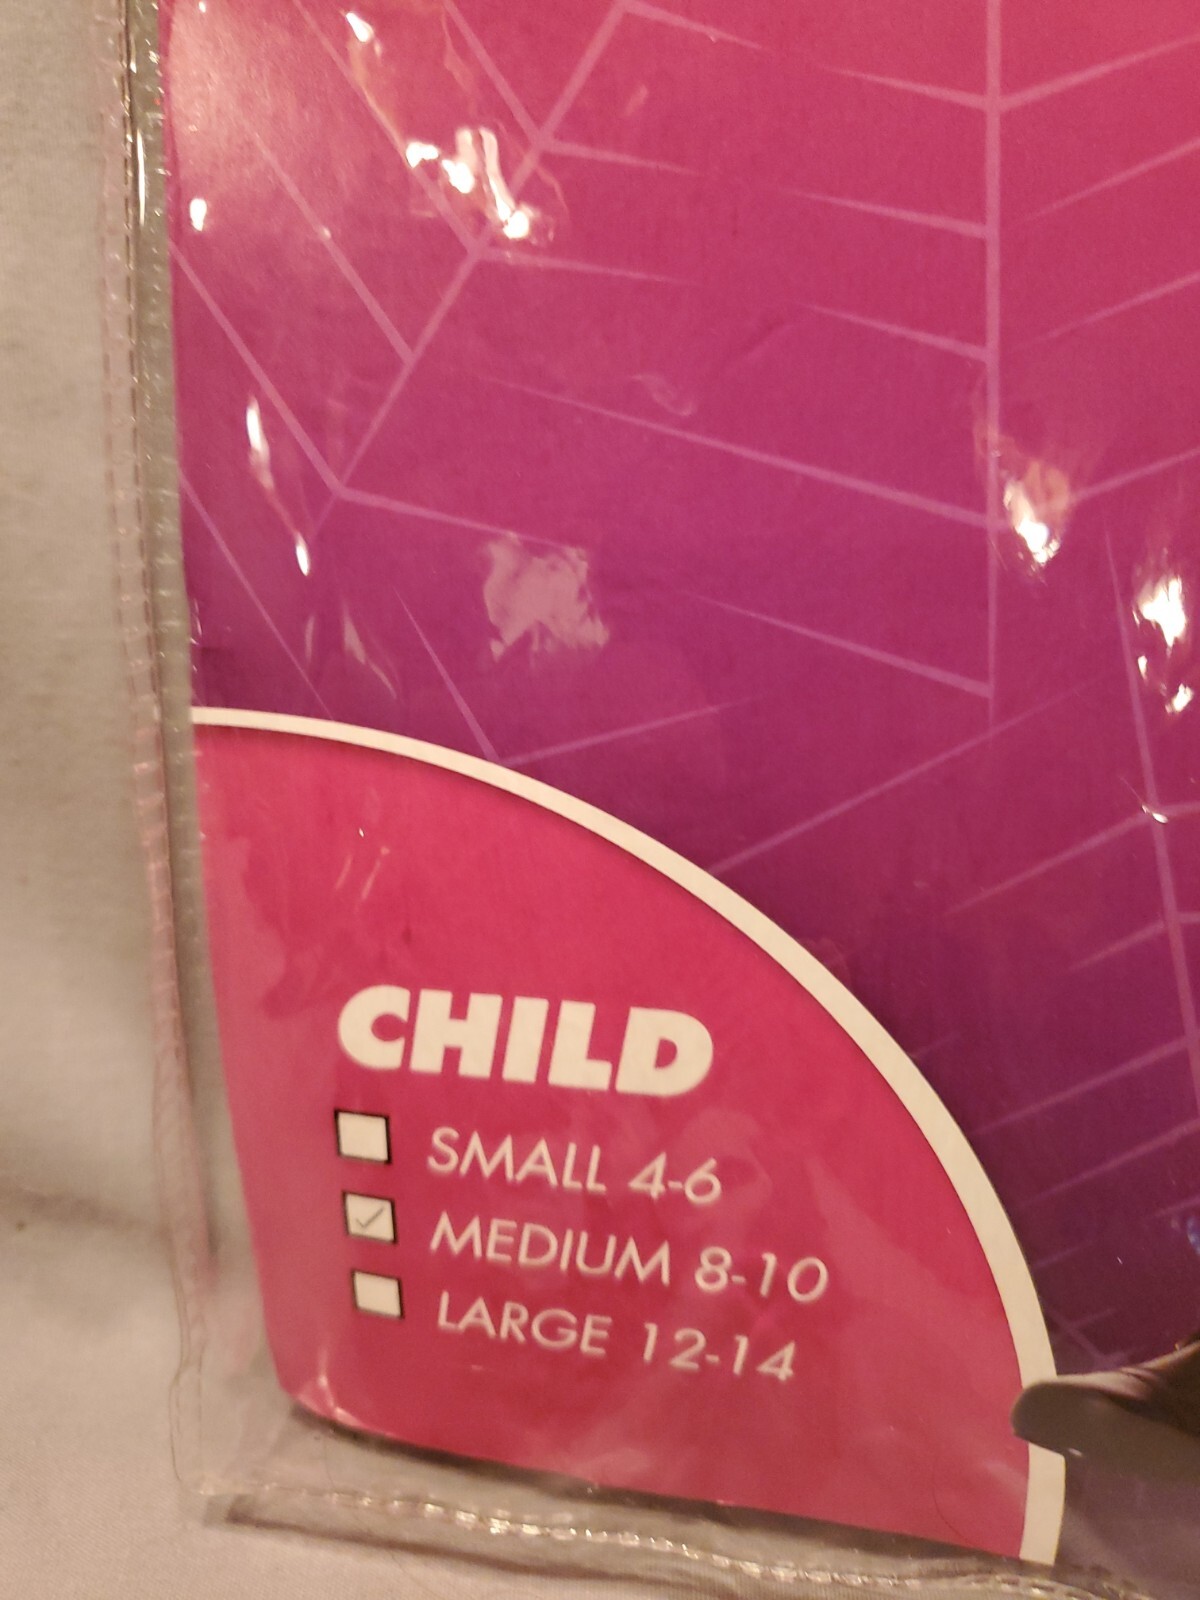 CHILD
SMALL 4-6
MEDIUM 8-10
LARGE 12-14